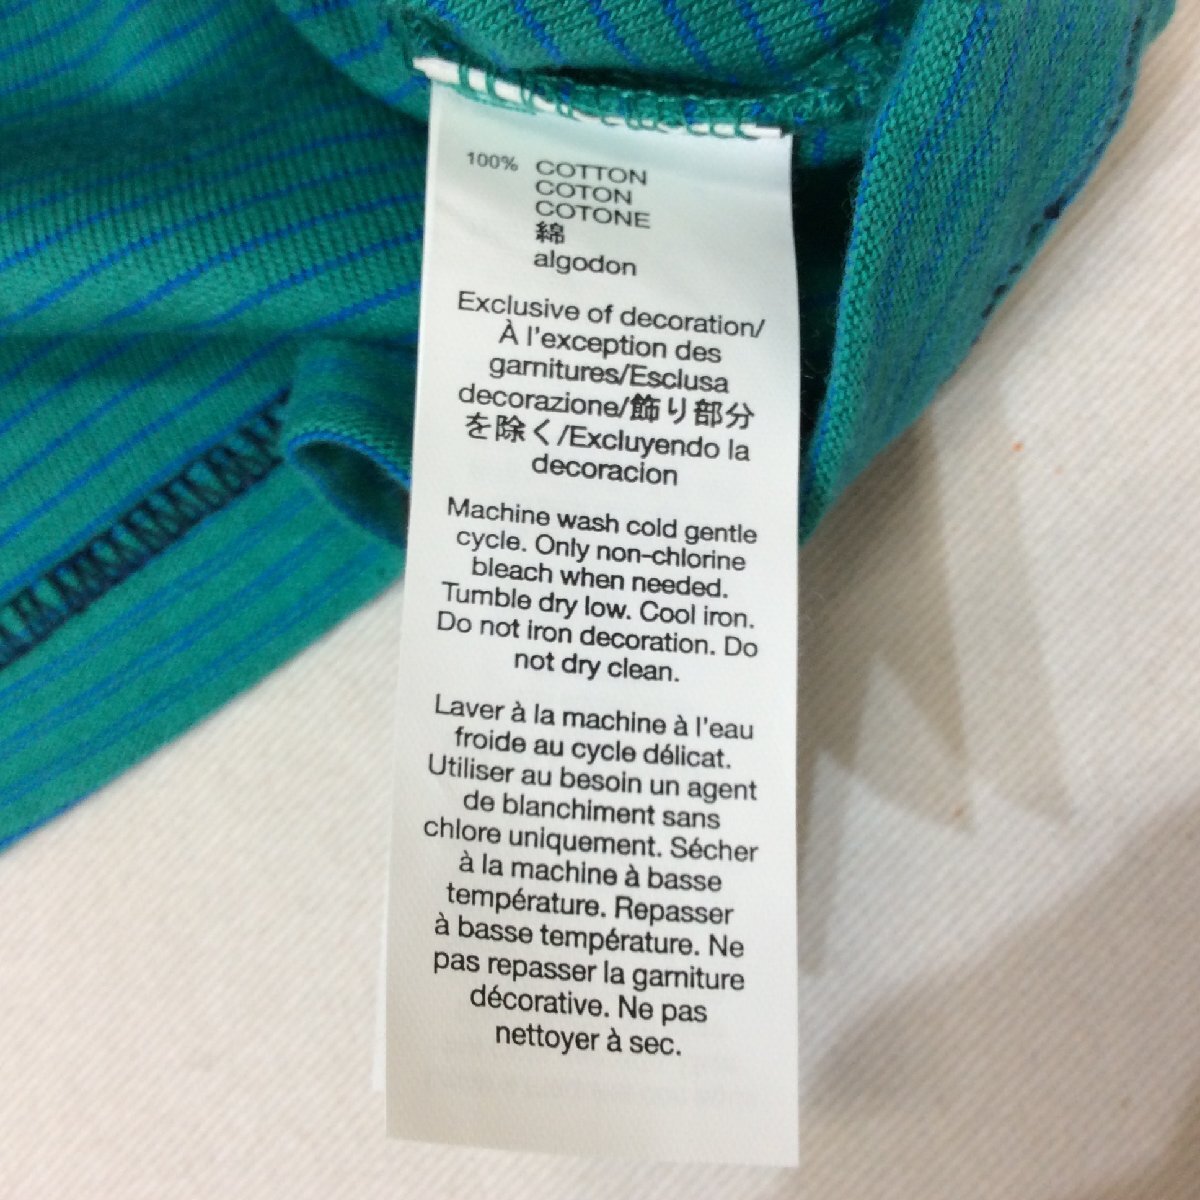 100% COTTON
COTON
COTONE
綿
algodon
Exclusive of decoration/
À l'exception des
garnitures/Esclusa
decorazione/飾り部分
を除く/Excluyendo la
decoracion
Machine wash cold gentle
cycle. Only non-chlorine
bleach when needed.
Tumble dry low. Cool iron.
Do not iron decoration. Do
not dry clean.
Laver à la machine à l'eau
froide au cycle délicat.
Utiliser au besoin un agent
de blanchiment sans
chlore uniquement. Sécher
à la machine à basse
température. Repasser
à basse température. Ne
pas repasser la garniture
décorative. Ne pas
nettoyer à sec.